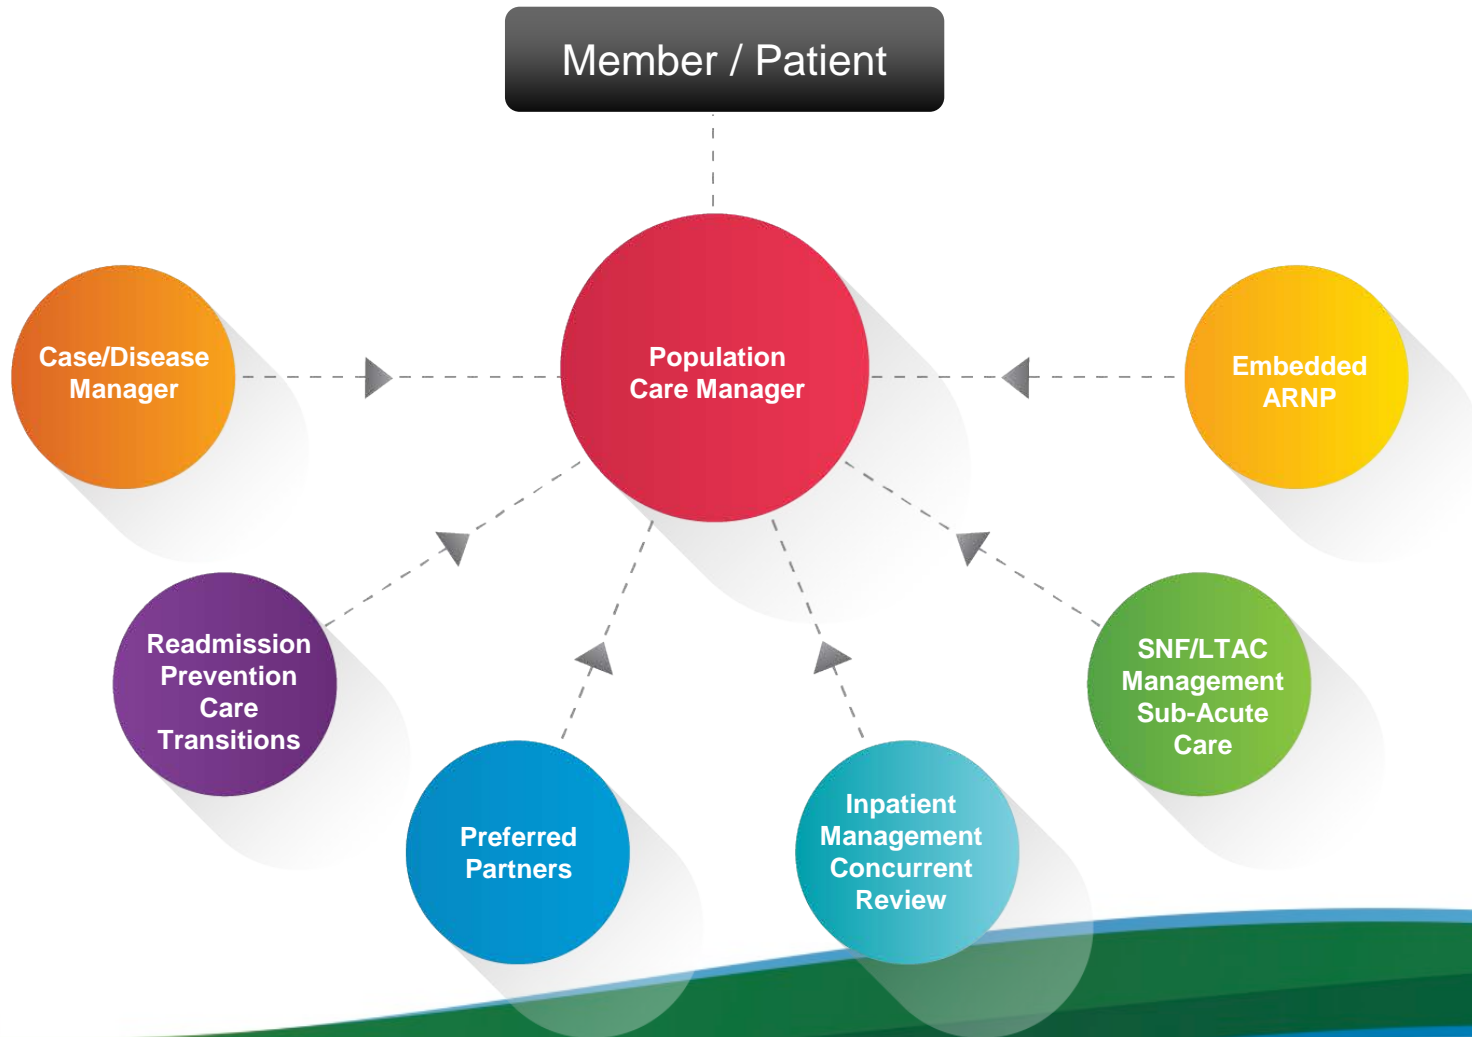 Member / Patient
Case/Disease
Manager
Population
Care Manager
Embedded
ARNP
Readmission
Prevention
Care
Transitions
SNF/LTAC
Management
Sub-Acute
Care
Preferred
Partners
Inpatient
Management
Concurrent
Review